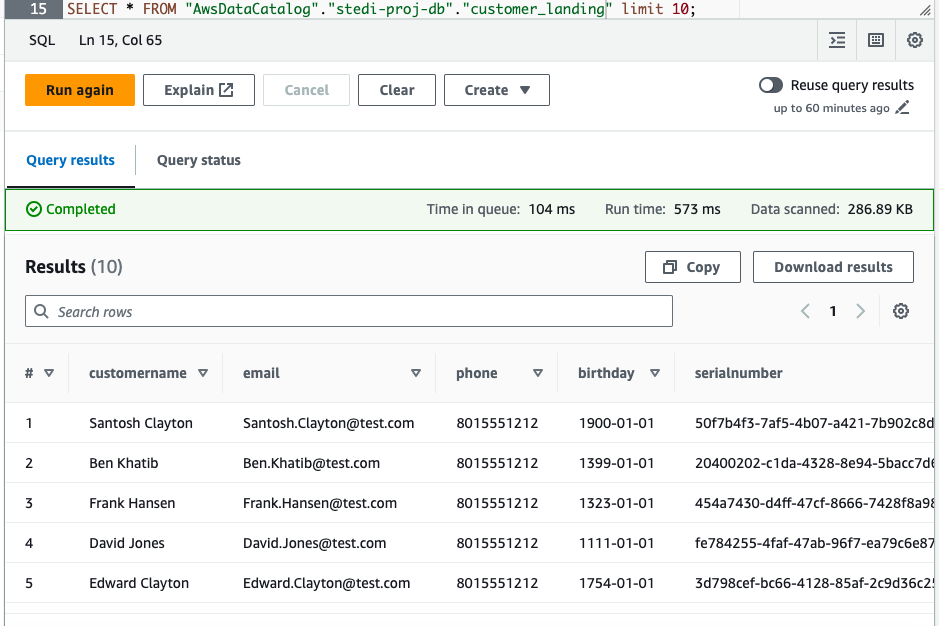 15 SELECT * FROM "AwsDataCatalog"."stedi-proj-db"."customer_landing" limit 10;
SQL Ln 15, Col 65
Run again Explain Cancel Clear Create Reuse query results
up to 60 minutes ago
Query results Query status
Completed Time in queue: 104 ms Run time: 573 ms Data scanned: 286.89 KB
Results (10) Copy Download results
Search rows 1
# customername email phone birthday serialnumber
1 Santosh Clayton Santosh.Clayton@test.com 8015551212 1900-01-01 50f7b4f3-7af5-4b07-a421-7b902c8d
2 Ben Khatib Ben.Khatib@test.com 8015551212 1399-01-01 20400202-c1da-4328-8e94-5bacc7d6
3 Frank Hansen Frank.Hansen@test.com 8015551212 1323-01-01 454a7430-d4ff-47cf-8666-7428f8a98
4 David Jones David.Jones@test.com 8015551212 1111-01-01 fe784255-4faf-47ab-96f7-ea79c6e87
5 Edward Clayton Edward.Clayton@test.com 8015551212 1754-01-01 3d798cef-bc66-4128-85af-2c9d36c25